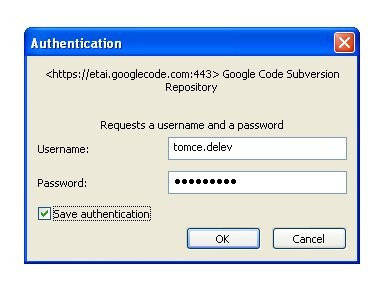 Authentication
<https://etai.googlecode.com:443> Google Code Subversion
Repository
Requests a username and a password
Username: tomce.delev
Password: •••••••••
Save authentication
OK Cancel